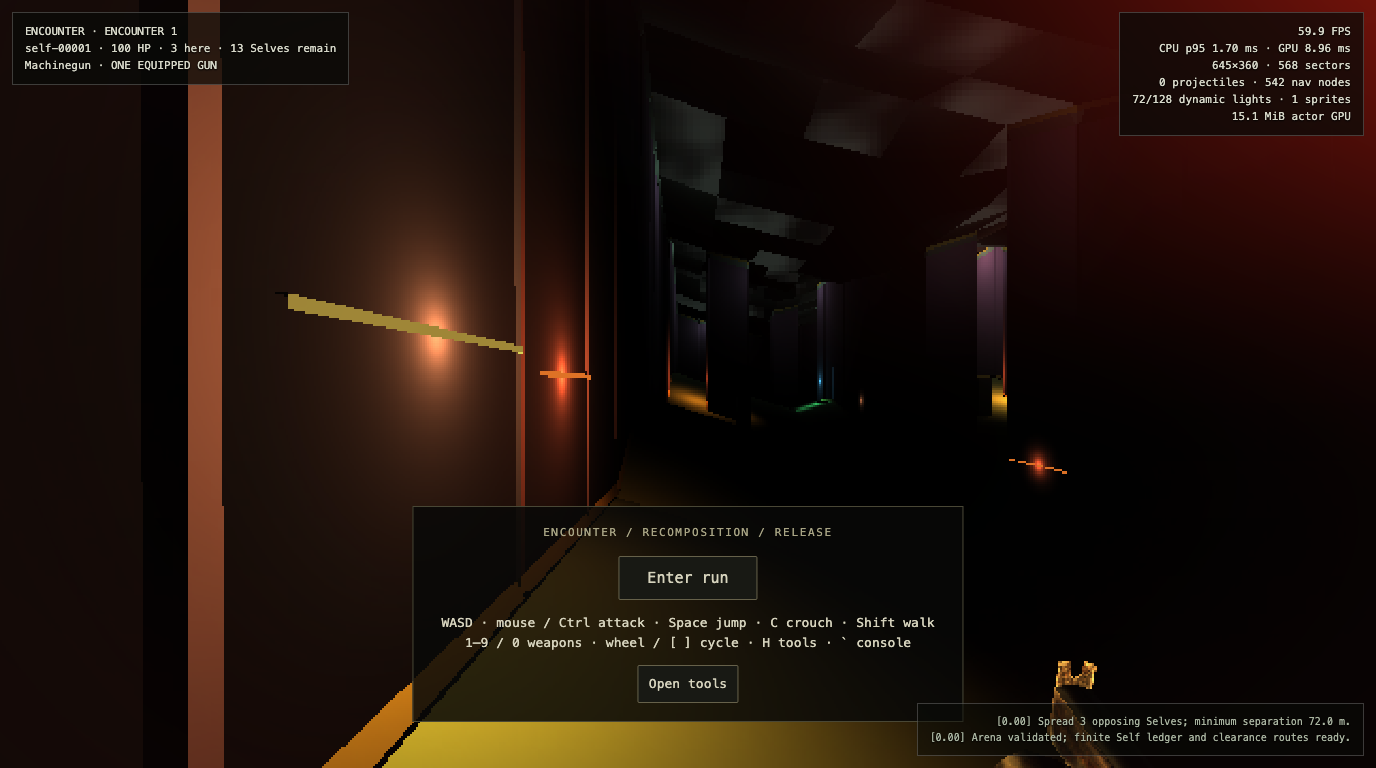 ENCOUNTER · ENCOUNTER 1
self—00001 · 100 HP · 3 here · 13 Selves remain
Machinegun · ONE EQUIPPED GUN
59.9 FPS
CPU p95 1.70 ms · GPU 8.96 ms
645×360 · 568 sectors
0 projectiles · 542 nav nodes
72/128 dynamic lights · 1 sprites
15.1 MiB actor GPU
ENCOUNTER / RECOMPOSITION / RELEASE
Enter run
WASD · mouse / Ctrl attack · Space jump · C crouch · Shift walk
1—9 / 0 weapons · wheel / [ ] cycle · H tools · ` console
Open tools
[0.00] Spread 3 opposing Selves; minimum separation 72.0 m.
[0.00] Arena validated; finite Self ledger and clearance routes ready.